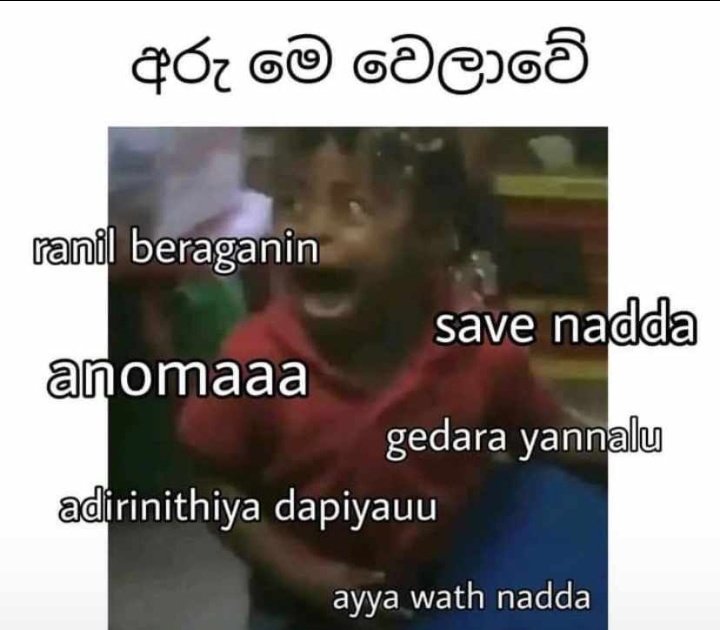 අරු මෙ වෙලාවේ
ranil beraganin
save nadda
anomaaa
gedara yannalu
adirinithiya dapiyauu
ayya wath nadda